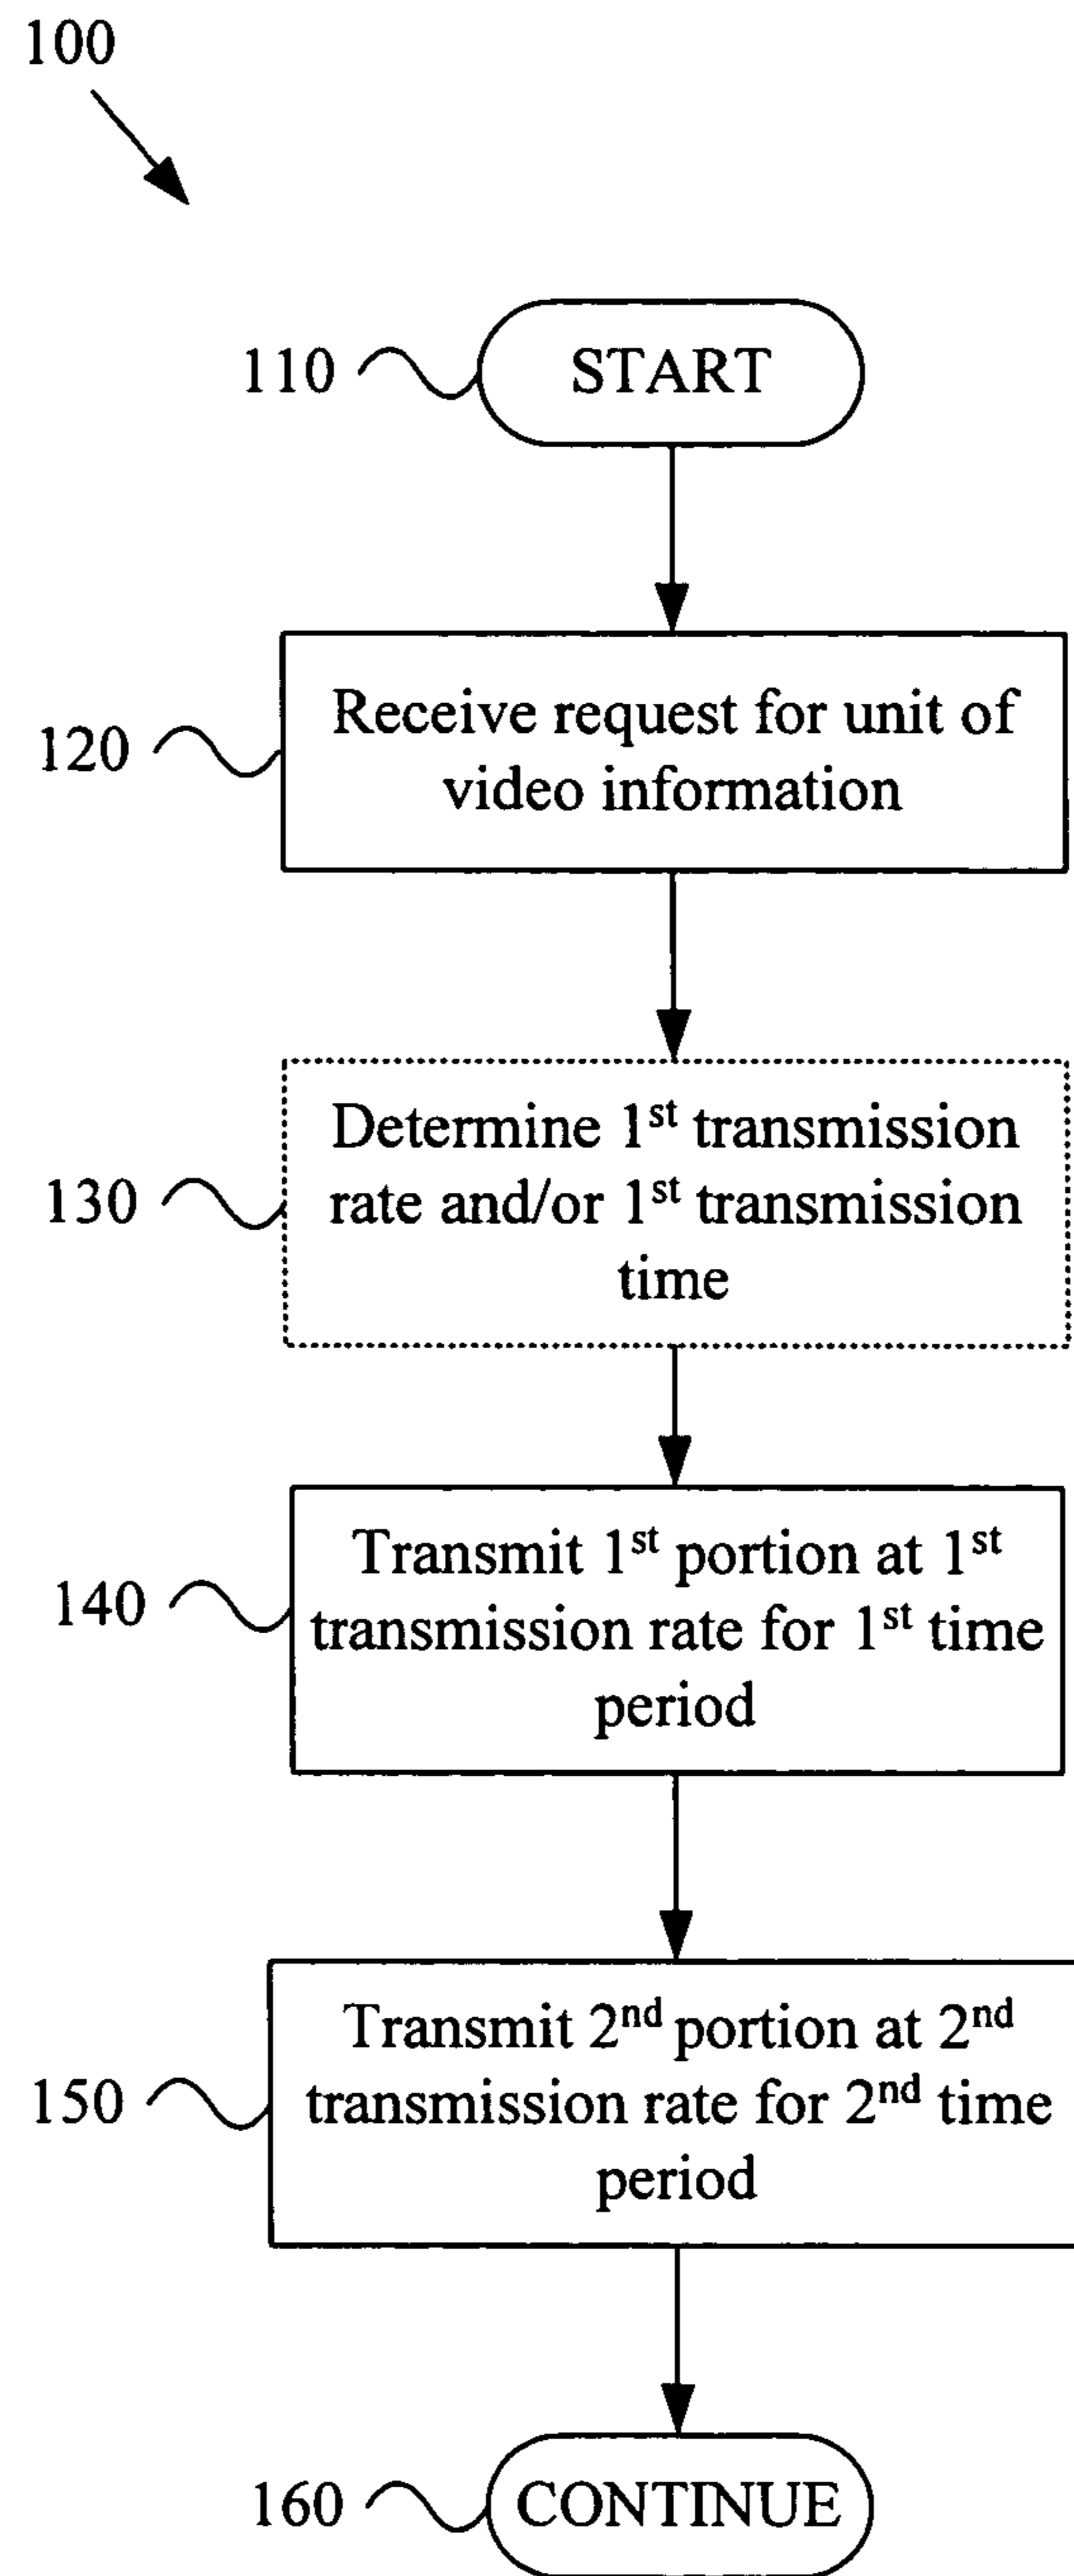 100
110
START
120
Receive request for unit of
video information
130
Determine 1st transmission
rate and/or 1st transmission
time
140
Transmit 1st portion at 1st
transmission rate for 1st time
period
150
Transmit 2nd portion at 2nd
transmission rate for 2nd time
period
160
CONTINUE